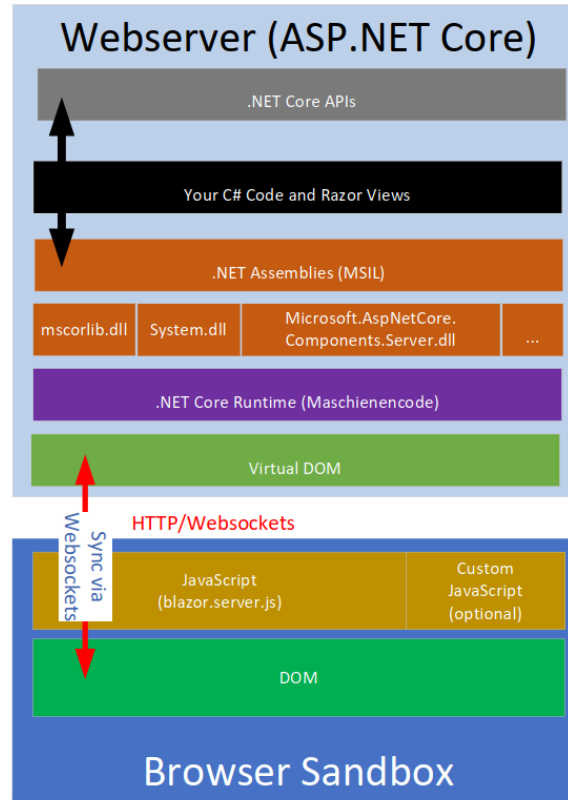 Webserver (ASP.NET Core)
.NET Core APIs
Your C# Code and Razor Views
.NET Assemblies (MSIL)
mscorlib.dll
System.dll
Microsoft.AspNetCore.
Components.Server.dll
...
.NET Core Runtime (Maschienencode)
Virtual DOM
HTTP/Websockets
Sync via
Websockets
JavaScript
(blazor.server.js)
Custom
JavaScript
(optional)
DOM
Browser Sandbox